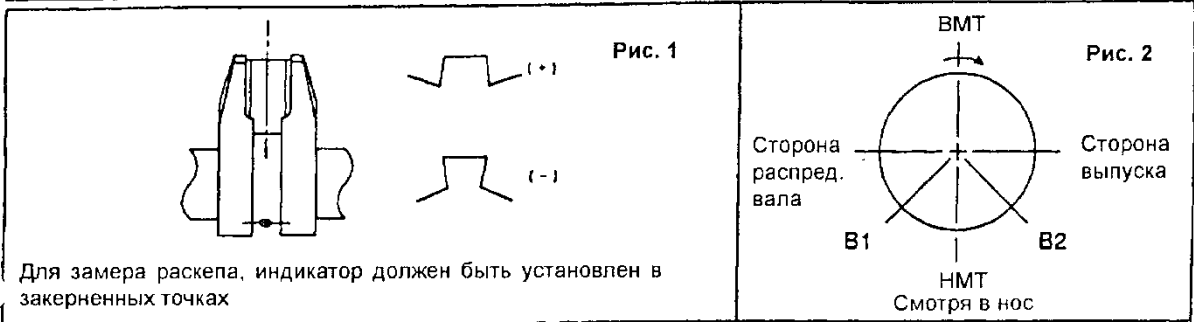 Рис. 1
( + )
( - )
Для замера раскепа, индикатор должен быть установлен в
закерненных точках
ВМТ
Рис. 2
Сторона
распред.
вала
Сторона
выпуска
В1
В2
НМТ
Смотря в нос